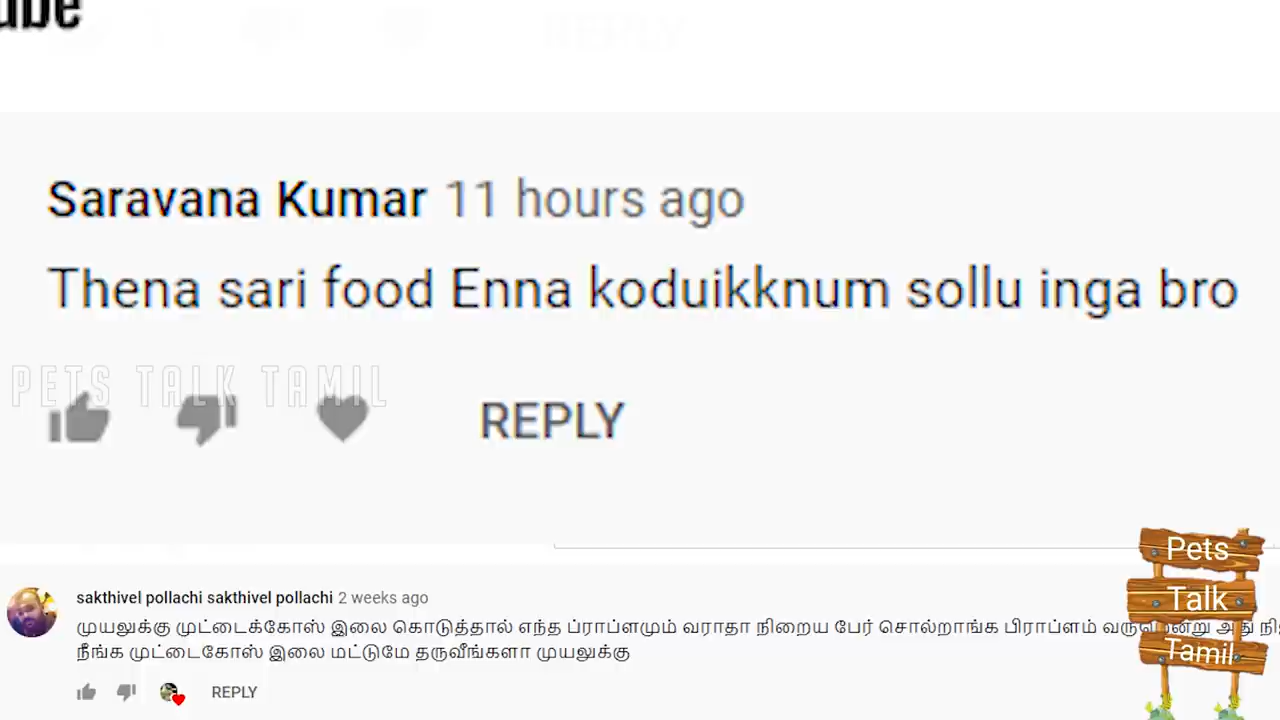 Saravana Kumar 11 hours ago
Thena sari food Enna koduikknum sollu inga bro
PETS TALK TAMIL
REPLY
sakthivel pollachi sakthivel pollachi 2 weeks ago
முயலுக்கு முட்டைக்கோஸ் இலை கொடுத்தால் எந்த ப்ராப்ளமும் வராதா நிறைய பேர் சொல்றாங்க பிராப்ளம் அது
நீங்க முட்டைகோஸ் இலை மட்டுமே தருவீங்களா முயலுக்கு
REPLY
Pets
Talk
Tamil